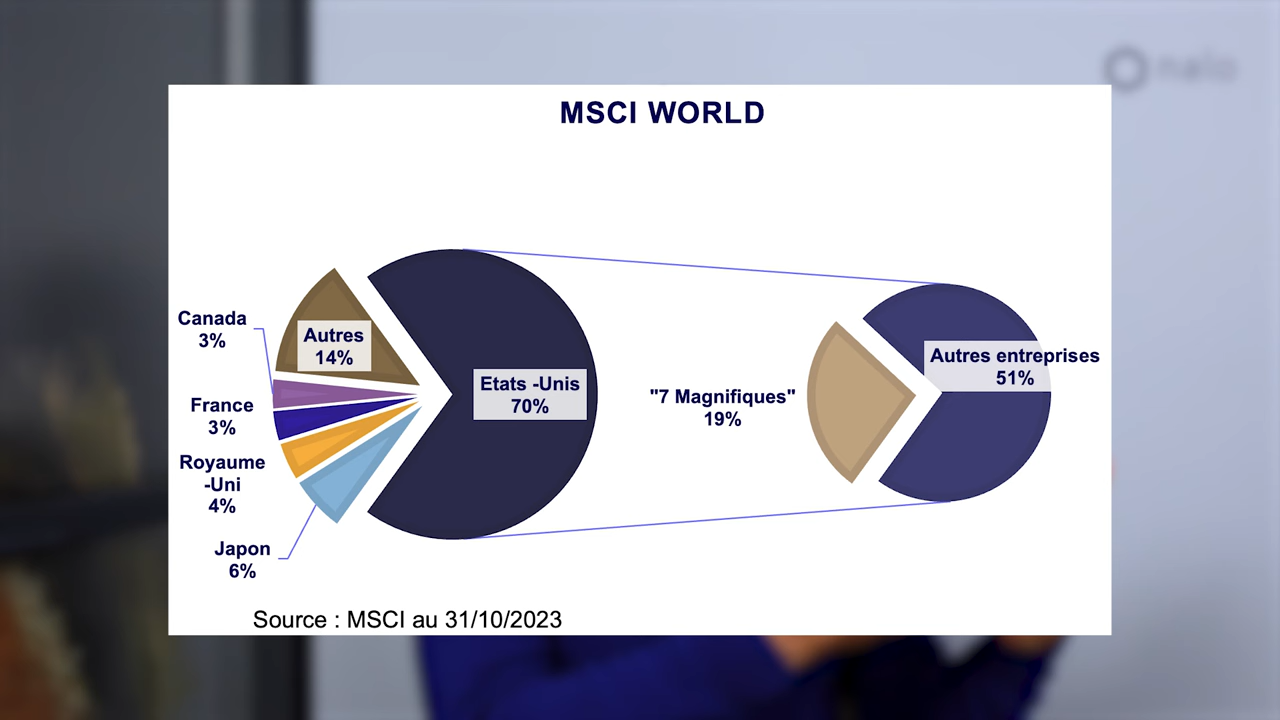 nalo
MSCI WORLD
Canada
3%
Autres
14%
France
3%
Royaume
-Uni
4%
Japon
6%
Etats -Unis
70%
"7 Magnifiques"
19%
Autres entreprises
51%
Source : MSCI au 31/10/2023